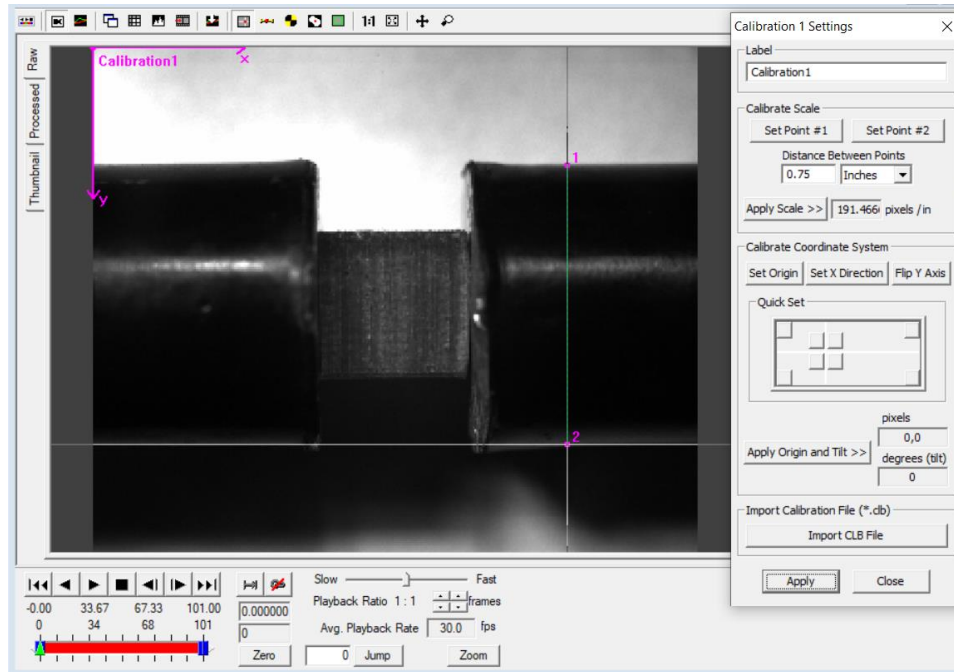 1:1
Calibration 1 Settings
Raw
Processed
Thumbnail
Calibration1
x
y
1
2
Label
Calibration1
Calibrate Scale
Set Point #1 Set Point #2
Distance Between Points
0.75 Inches
Apply Scale >> pixels / in
Calibrate Coordinate System
Set Origin Set X Direction Flip Y Axis
Quick Set
pixels
0,0
Apply Origin and Tilt >>
degrees (tilt)
0
Import Calibration File (*.clb)
Import CLB File
Apply Close
Slow Fast
Playback Ratio 1 : 1 frames
Avg. Playback Rate 30.0 fps
-0.00 33.67 67.33 101.00
0 34 68 101
0.000000
0
Zero
0 Jump Zoom